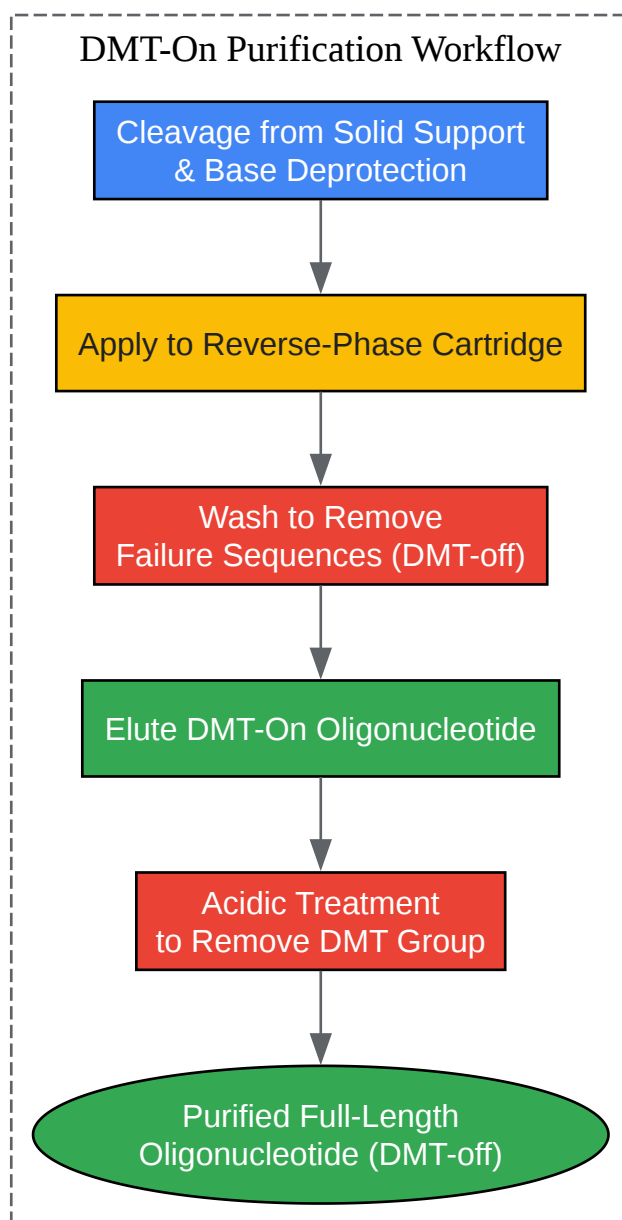 DMT-On Purification Workflow
Cleavage from Solid Support
& Base Deprotection
Apply to Reverse-Phase Cartridge
Wash to Remove
Failure Sequences (DMT-off)
Elute DMT-On Oligonucleotide
Acidic Treatment
to Remove DMT Group
Purified Full-Length
Oligonucleotide (DMT-off)